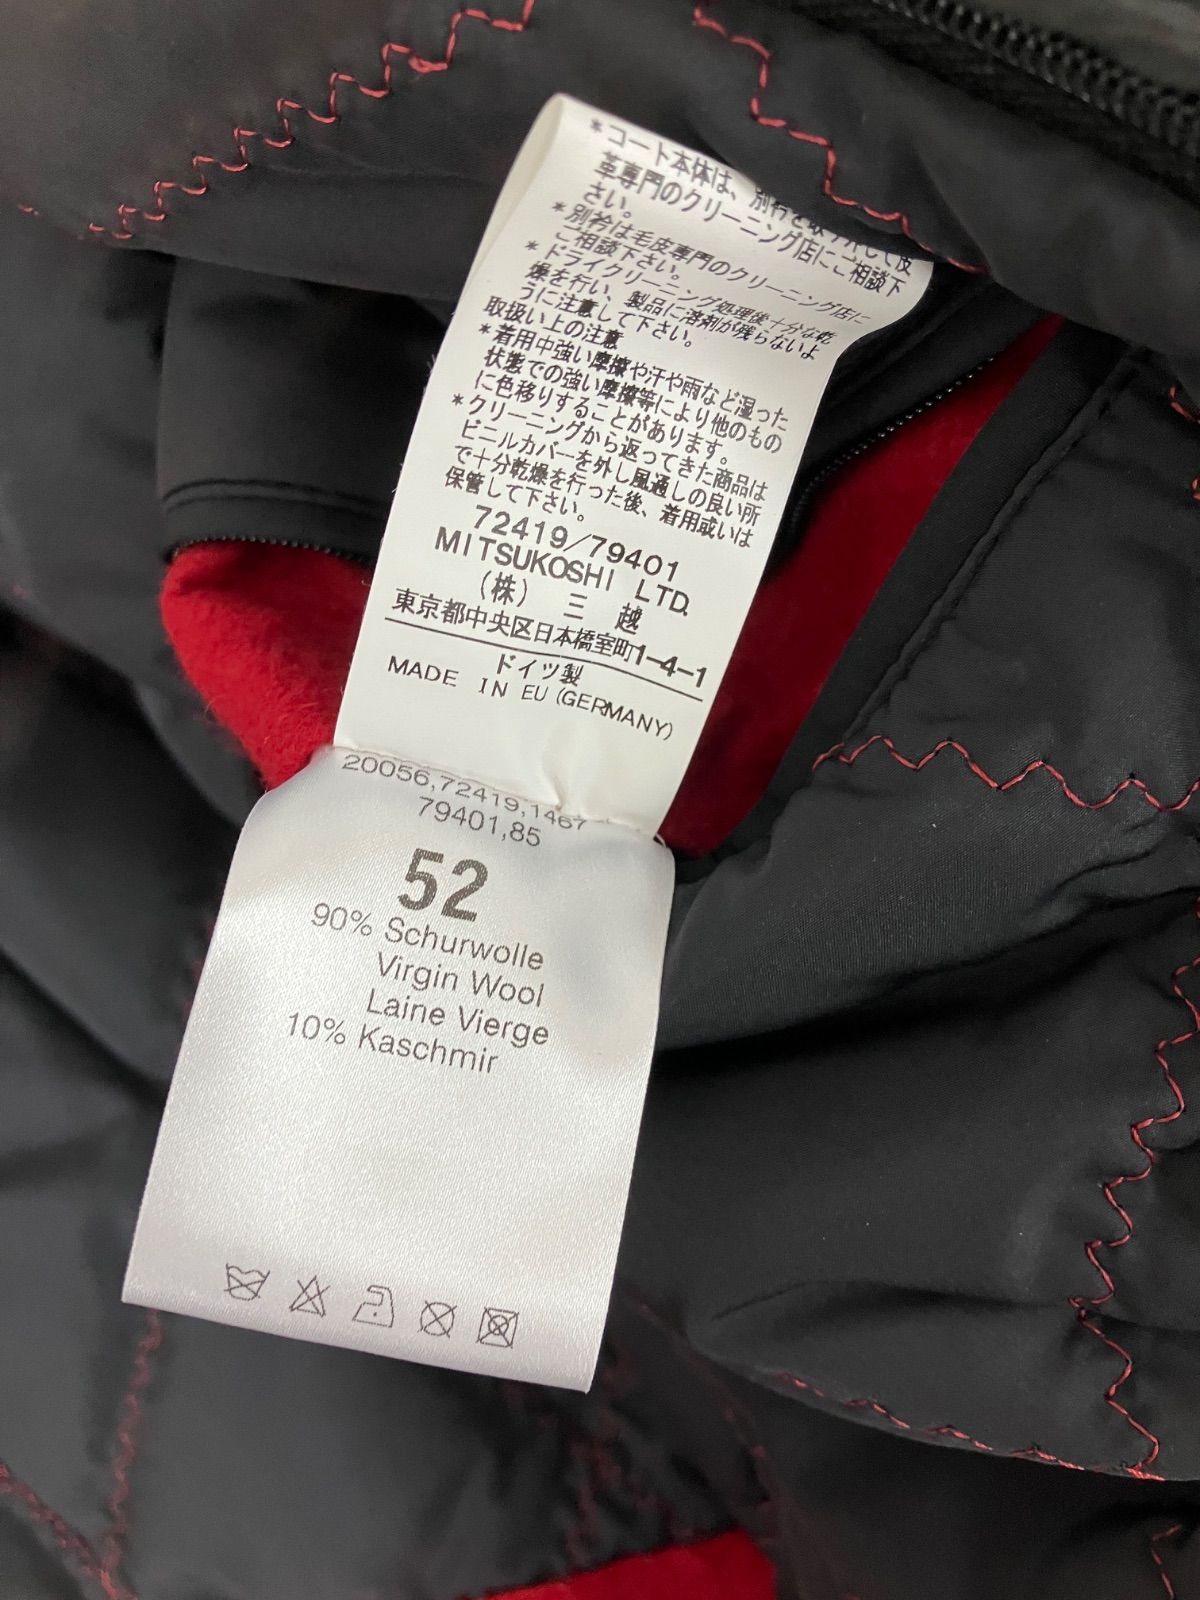 *コート本体は、別衿を取り外して皮
革専門のクリーニング店にご相談下
さい。
*別衿は毛皮専門のクリーニング店に
ご相談下さい。
*ドライクリーニング処理後十分な乾
燥を行い、製品に溶剤が残らないよ
うに注意して下さい。
取扱い上の注意
*着用中強い摩擦や汗や雨など湿った
状態での強い摩擦等により他のもの
に色移りすることがあります。
*クリーニングから返ってきた商品は
ビニルカバーを外し風通しの良い所
で十分乾燥を行った後、着用或いは
保管して下さい。
72419/79401
MITSUKOSHI LTD.
(株) 三 越
東京都中央区日本橋室町1-4-1
ドイツ製
MADE IN EU (GERMANY)
20056,72419,1467
79401,85
52
90% Schurwolle
Virgin Wool
Laine Vierge
10% Kaschmir